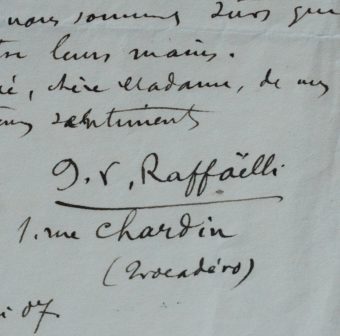 nous sommes sûrs que
leurs mains.
chère Madame, de mes
sentiments
J. F. Raffaëlli
1. rue Chardin
(Trocadéro)
07.